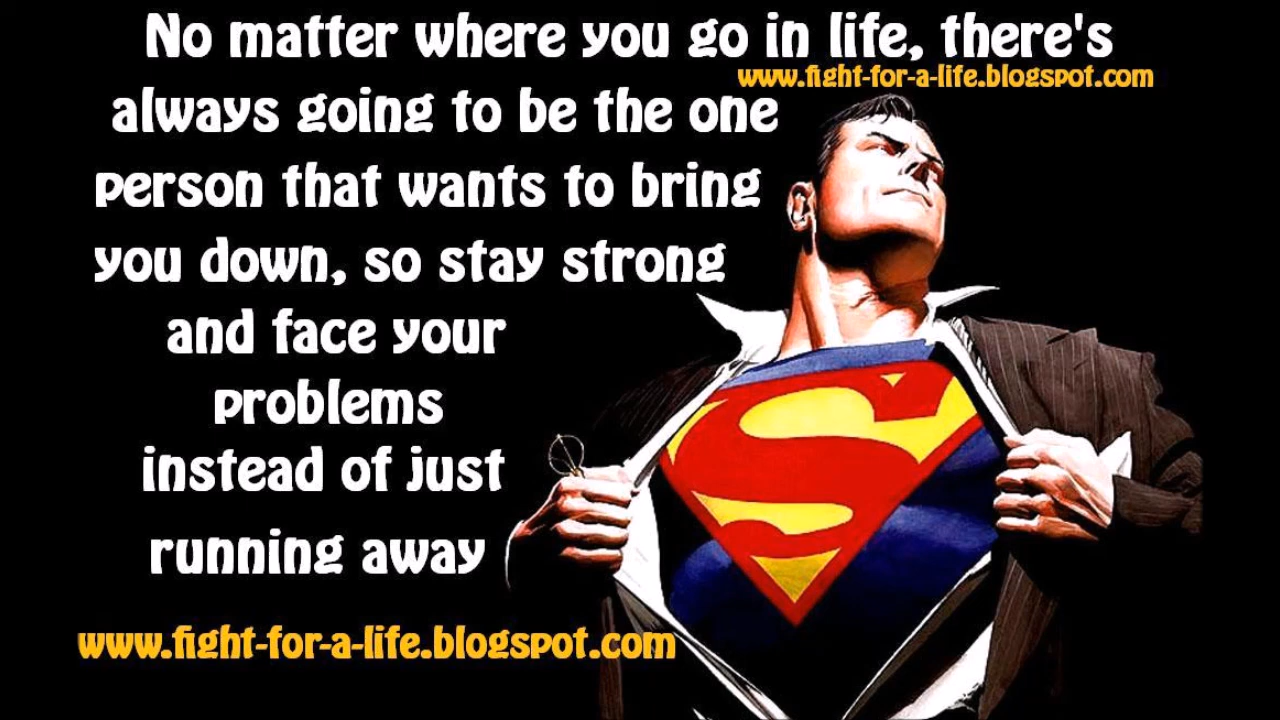 No matter where you go in life, there's
www.fight-for-a-life.blogspot.com
always going to be the one
person that wants to bring
you down, so stay strong
and face your
problems
instead of just
running away
www.fight-for-a-life.blogspot.com